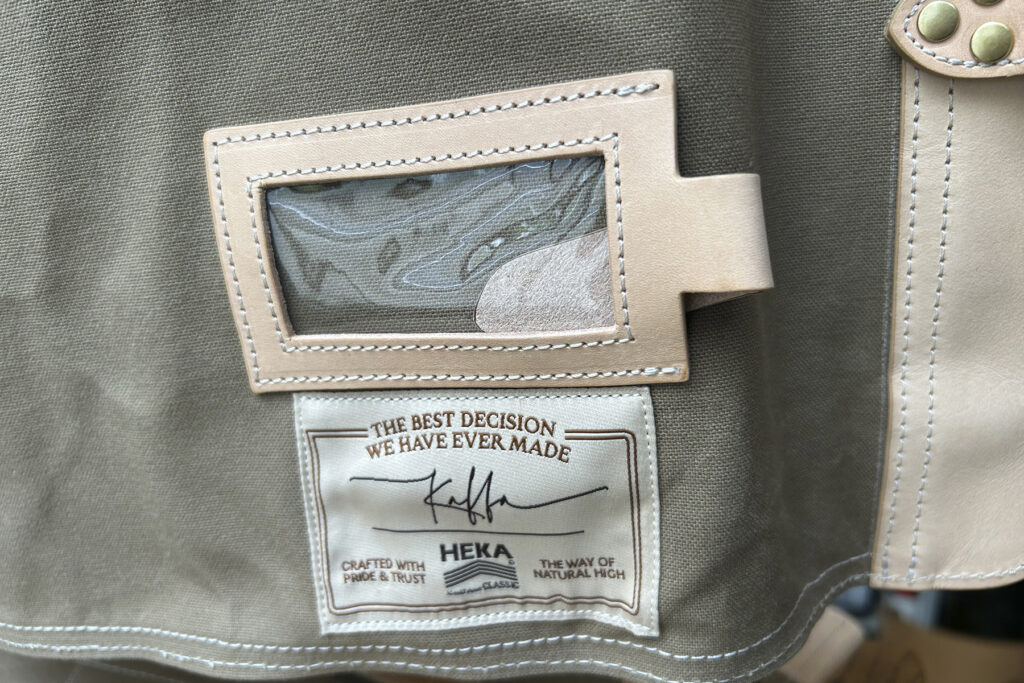 THE BEST DECISION
WE HAVE EVER MADE
Kaffa
CRAFTED WITH
PRIDE & TRUST
HEKA
CLASSIC
THE WAY OF
NATURAL HIGH